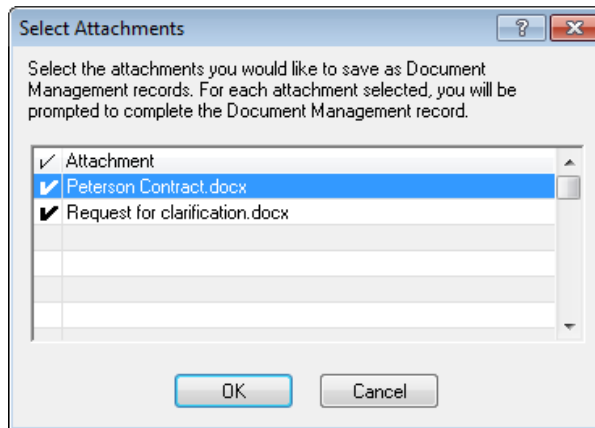 Select Attachments
Select the attachments you would like to save as Document
Management records. For each attachment selected, you will be
prompted to complete the Document Management record.
Attachment
Peterson Contract.docx
Request for clarification.docx
OK Cancel